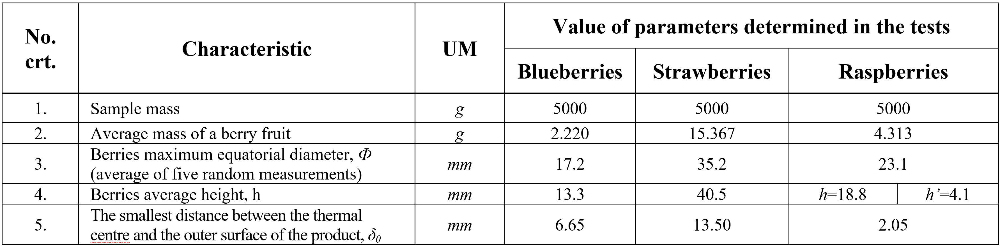 No. crt. Characteristic UM Value of parameters determined in the tests
Blueberries Strawberries Raspberries
1. Sample mass g 5000 5000 5000
2. Average mass of a berry fruit g 2.220 15.367 4.313
3. Berries maximum equatorial diameter, Φ
(average of five random measurements) mm 17.2 35.2 23.1
4. Berries average height, h mm 13.3 40.5 h=18.8 h’=4.1
5. The smallest distance between the thermal
centre and the outer surface of the product, δ0 mm 6.65 13.50 2.05